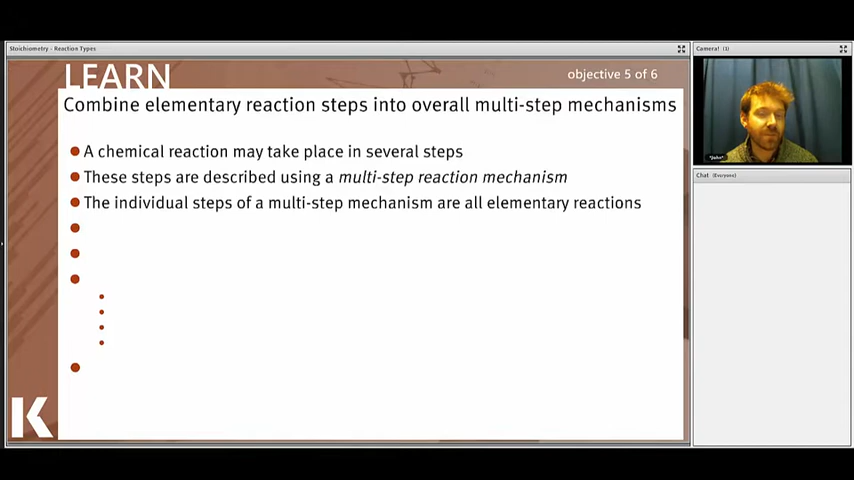 Stoichiometry - Reaction Types
Camera! (1)
LEARN
objective 5 of 6
Combine elementary reaction steps into overall multi-step mechanisms
A chemical reaction may take place in several steps
These steps are described using a multi-step reaction mechanism
The individual steps of a multi-step mechanism are all elementary reactions
K
*John*
Chat (Everyone)